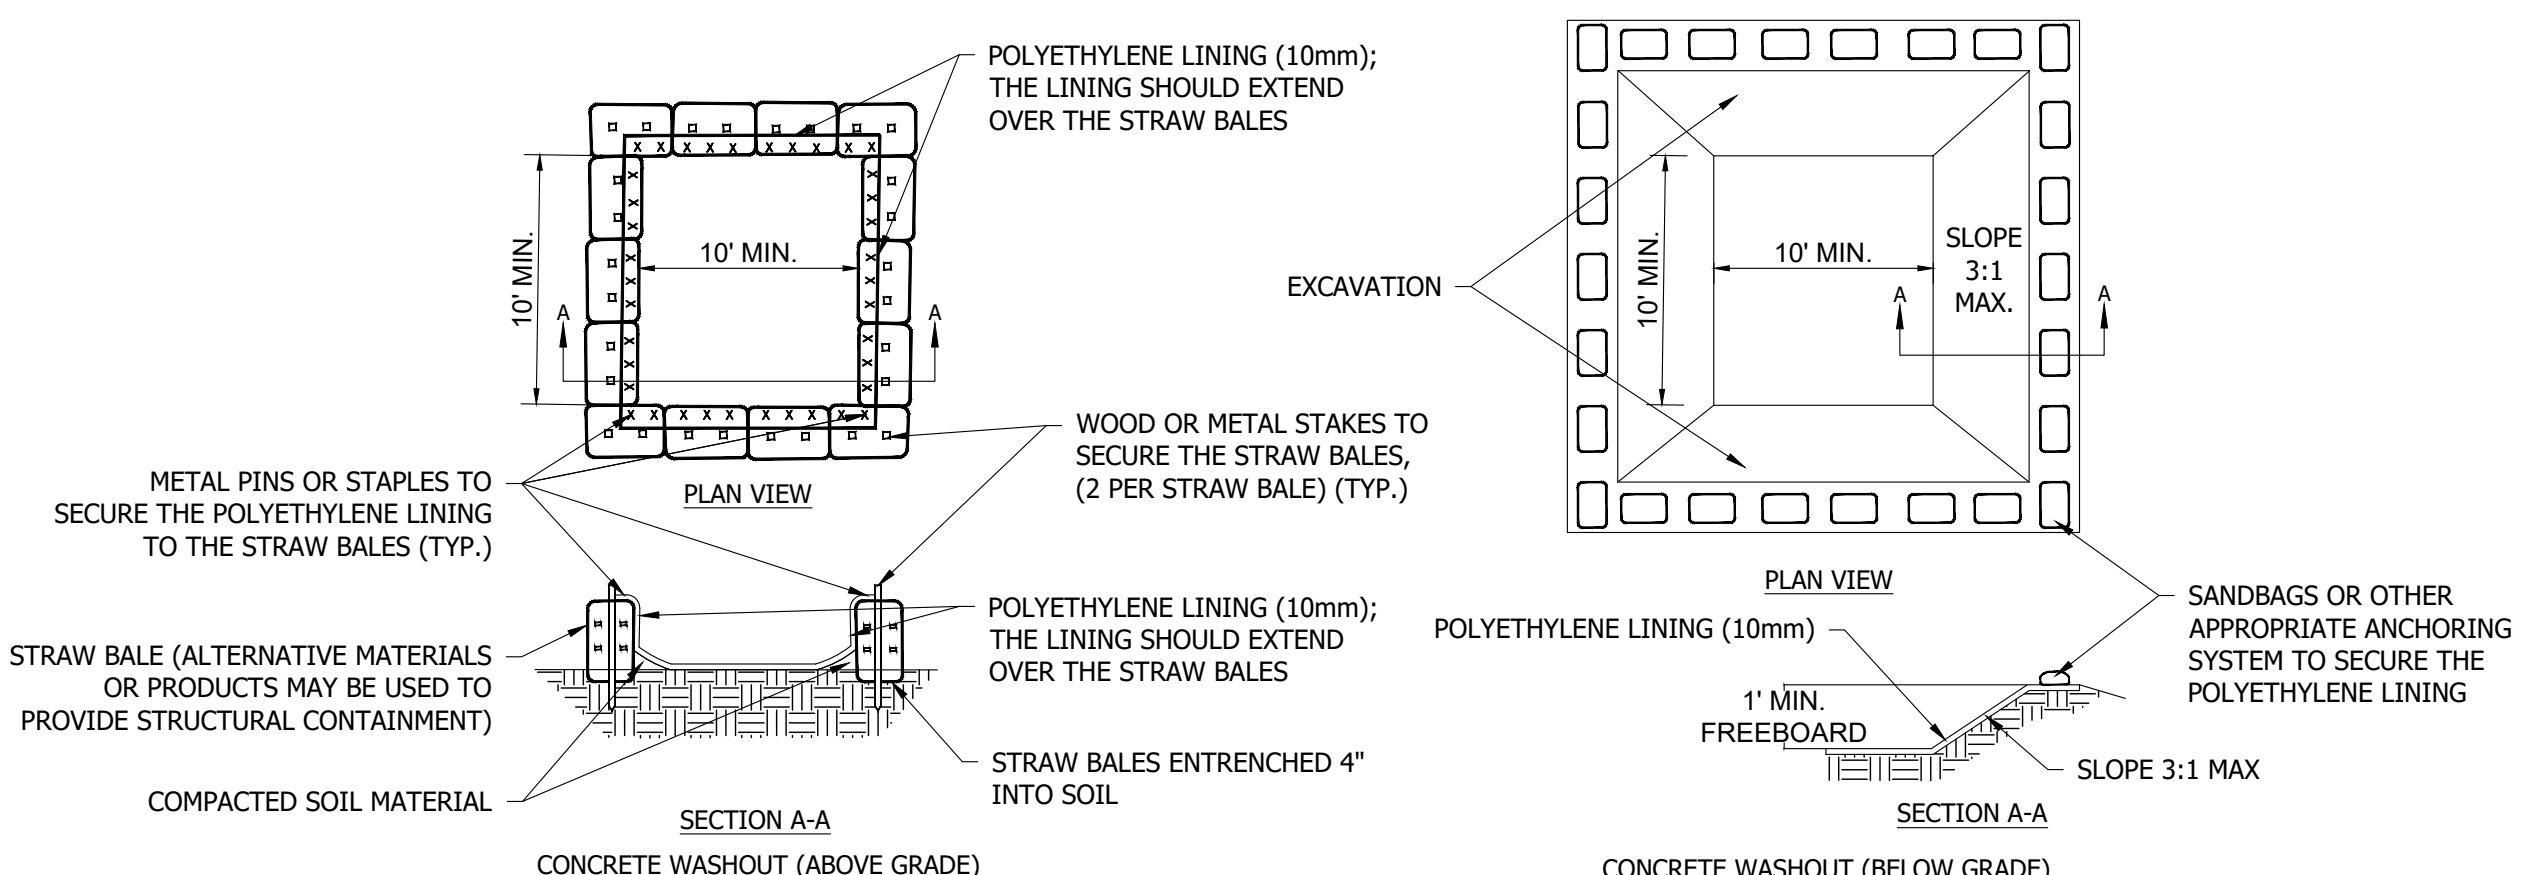 POLYETHYLENE LINING (10mm);
THE LINING SHOULD EXTEND
OVER THE STRAW BALES
10' MIN.
10' MIN.
A
A
METAL PINS OR STAPLES TO
SECURE THE POLYETHYLENE LINING
TO THE STRAW BALES (TYP.)
WOOD OR METAL STAKES TO
SECURE THE STRAW BALES,
(2 PER STRAW BALE) (TYP.)
PLAN VIEW
STRAW BALE (ALTERNATIVE MATERIALS
OR PRODUCTS MAY BE USED TO
PROVIDE STRUCTURAL CONTAINMENT)
POLYETHYLENE LINING (10mm);
THE LINING SHOULD EXTEND
OVER THE STRAW BALES
COMPACTED SOIL MATERIAL
STRAW BALES ENTRENCHED 4"
INTO SOIL
SECTION A-A
CONCRETE WASHOUT (ABOVE GRADE)
EXCAVATION
10' MIN.
10' MIN.
SLOPE
3:1
MAX.
A
A
PLAN VIEW
SANDBAGS OR OTHER
APPROPRIATE ANCHORING
SYSTEM TO SECURE THE
POLYETHYLENE LINING
POLYETHYLENE LINING (10mm)
1' MIN.
FREEBOARD
SLOPE 3:1 MAX
SECTION A-A
CONCRETE WASHOUT (BELOW GRADE)